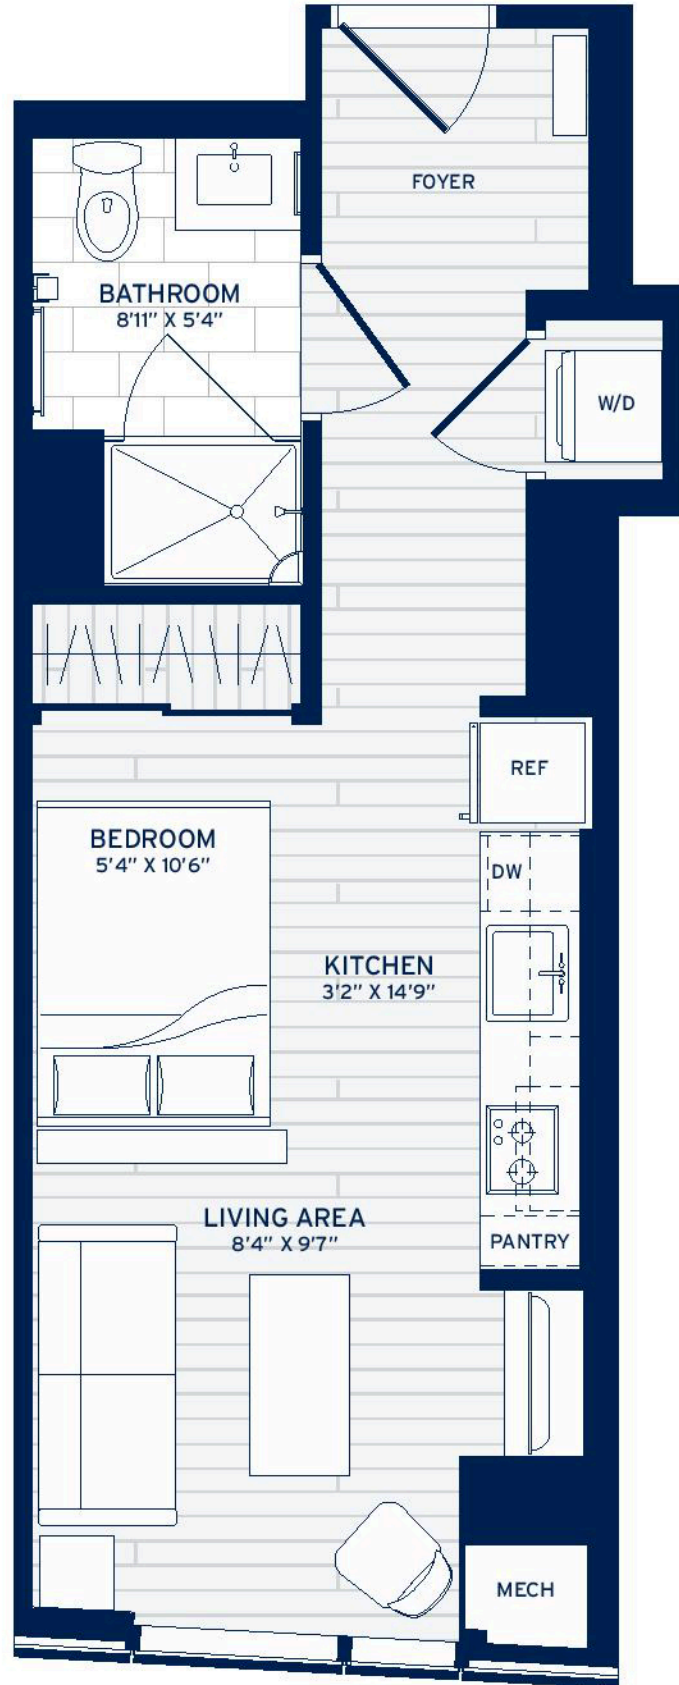 FOYER
BATHROOM
8'11" X 5'4"
W/D
REF
BEDROOM
5'4" X 10'6"
DW
KITCHEN
3'2" X 14'9"
LIVING AREA
8'4" X 9'7"
PANTRY
MECH